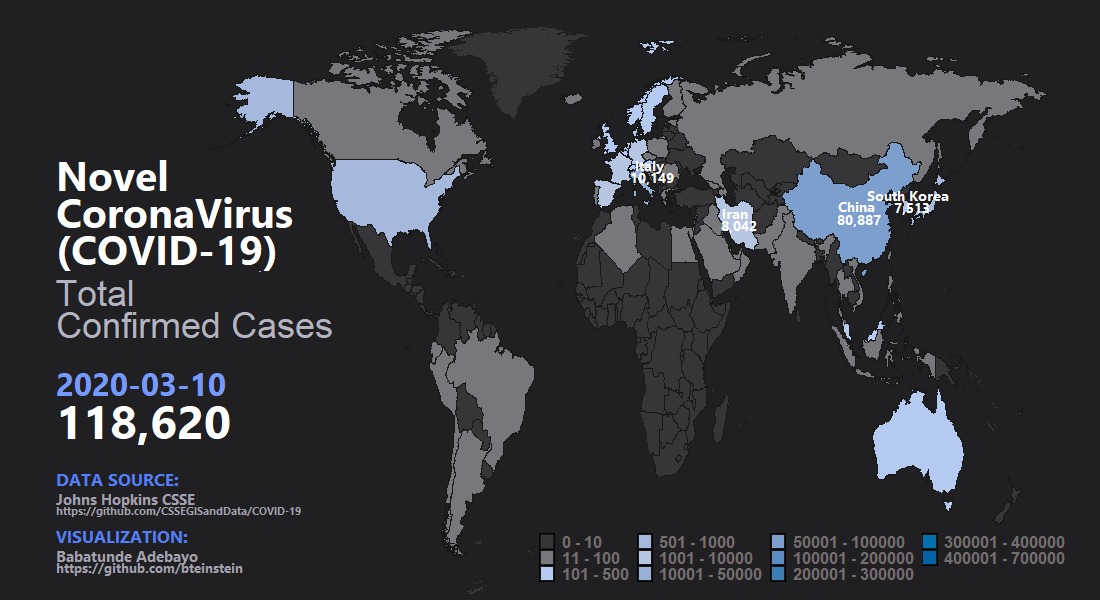 Novel
CoronaVirus
(COVID-19)
Total
Confirmed Cases
2020-03-10
118,620
DATA SOURCE:
Johns Hopkins CSSE
https://github.com/CSSEGISandData/COVID-19
VISUALIZATION:
Babatunde Adebayo
https://github.com/bteinstein
Italy
10,149
Iran
8,042
China
80,887
South Korea
7,513
0 - 10
11 - 100
101 - 500
501 - 1000
1001 - 10000
10001 - 50000
50001 - 100000
100001 - 200000
200001 - 300000
300001 - 400000
400001 - 700000